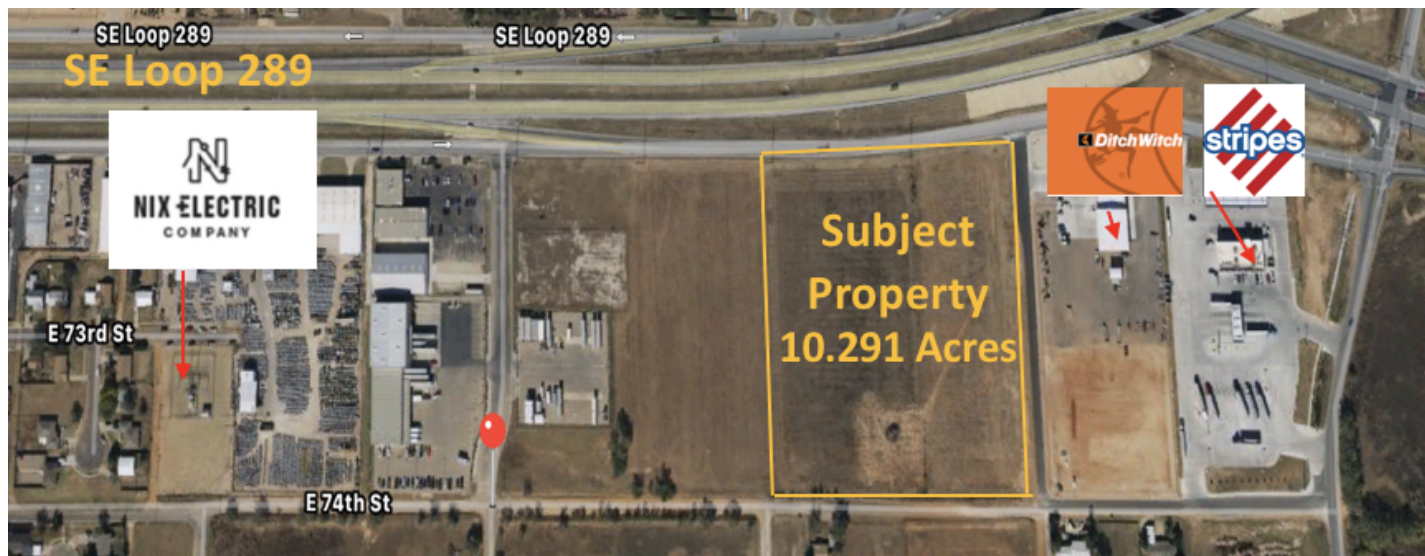 SE Loop 289
SE Loop 289
SE Loop 289
DitchWitch
stripes
NIX ELECTRIC
COMPANY
Subject
Property
10.291 Acres
E 73rd St
E 74th St